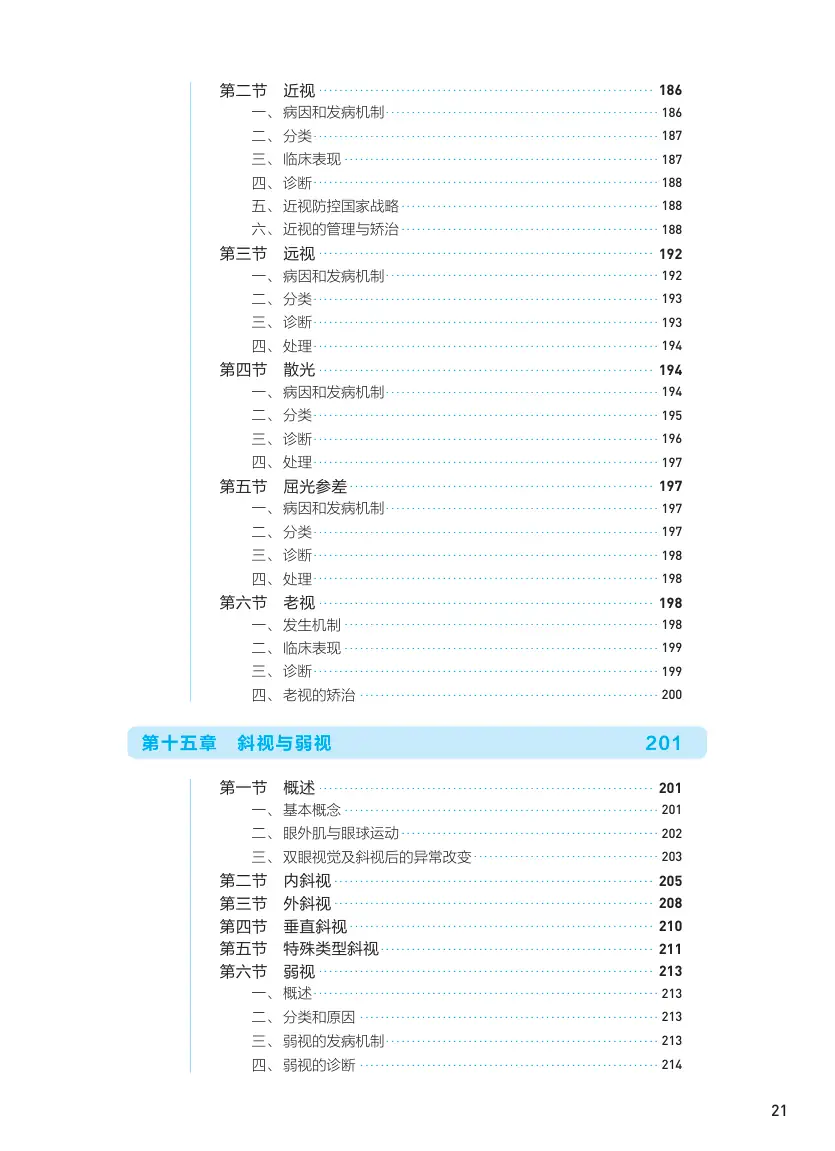 第二节 近视 186
一、病因和发病机制 186
二、分类 187
三、临床表现 187
四、诊断 188
五、近视防控国家战略 188
六、近视的管理与矫治 188
第三节 远视 192
一、病因和发病机制 192
二、分类 193
三、诊断 193
四、处理 194
第四节 散光 194
一、病因和发病机制 194
二、分类 195
三、诊断 196
四、处理 197
第五节 屈光参差 197
一、病因和发病机制 197
二、分类 197
三、诊断 198
四、处理 198
第六节 老视 198
一、发生机制 198
二、临床表现 199
三、诊断 199
四、老视的矫治 200
第十五章 斜视与弱视 201
第一节 概述 201
一、基本概念 201
二、眼外肌与眼球运动 202
三、双眼视觉及斜视后的异常改变 203
第二节 内斜视 205
第三节 外斜视 208
第四节 垂直斜视 210
第五节 特殊类型斜视 211
第六节 弱视 213
一、概述 213
二、分类和原因 213
三、弱视的发病机制 213
四、弱视的诊断 214
21